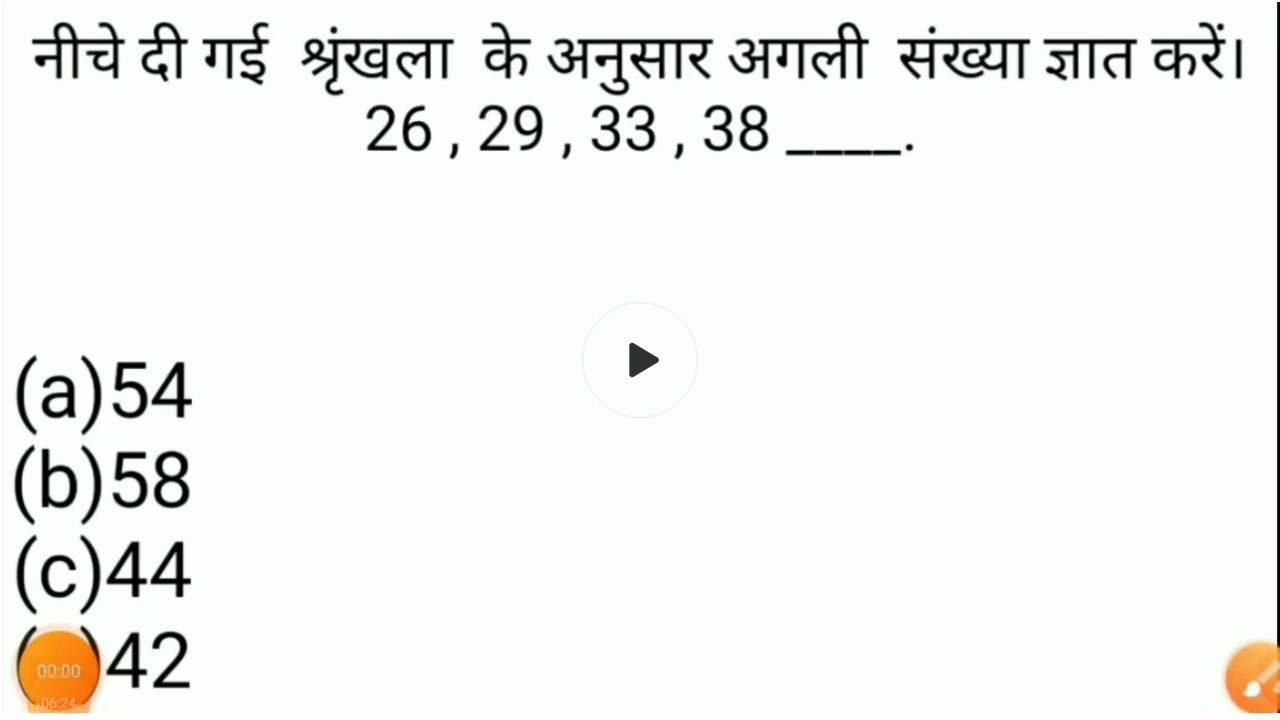 नीचे दी गई श्रृंखला के अनुसार अगली संख्या ज्ञात करें।
26 , 29 , 33 , 38 ____.
(a)54
(b)58
(c)44
42
00:00
06:24